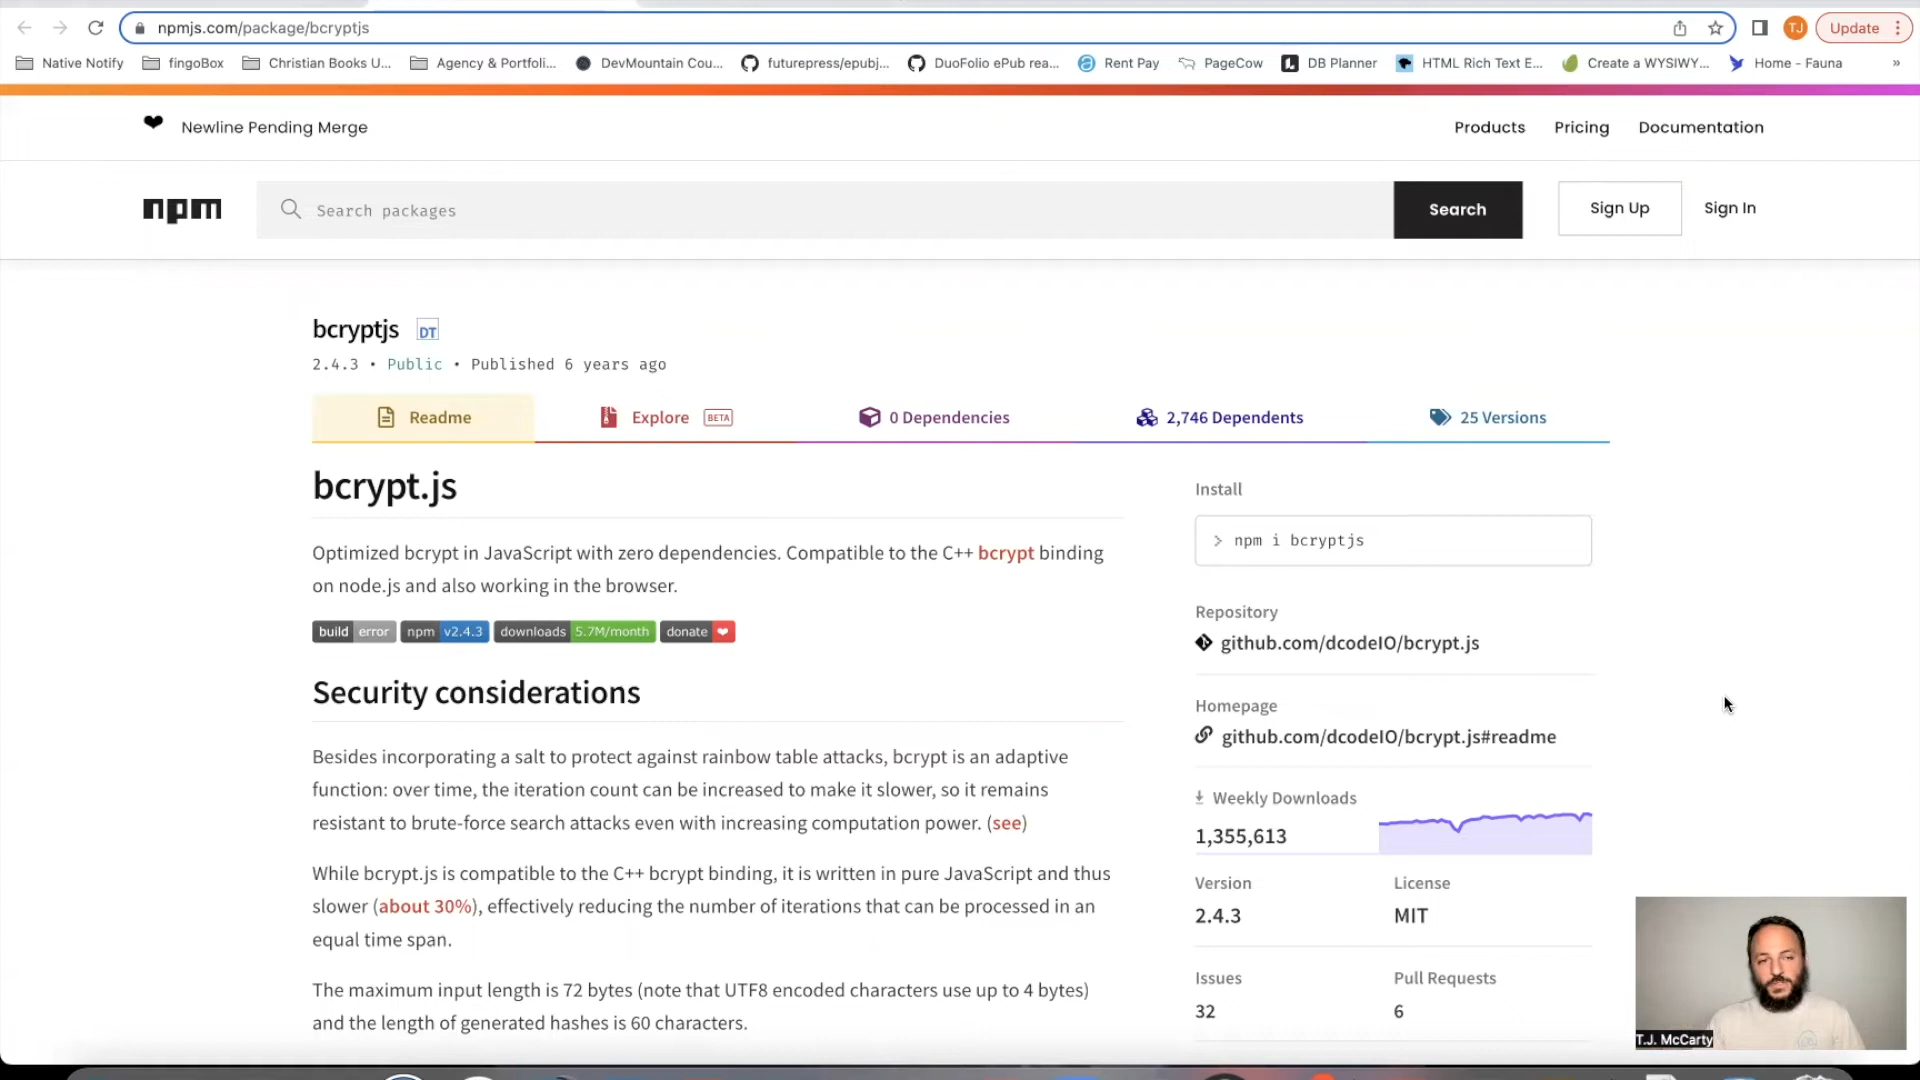 npmjs.com/package/bcryptjs
TJ
Update
Native Notify
fingoBox
Christian Books U...
Agency & Portfoli...
DevMountain Cou...
futurepress/epubj...
DuoFolio ePub rea...
Rent Pay
PageCow
DB Planner
HTML Rich Text E...
Create a WYSIWY...
Home - Fauna
»
Newline Pending Merge
Products
Pricing
Documentation
npm
Search packages
Search
Sign Up
Sign In
bcryptjs DT
2.4.3 • Public • Published 6 years ago
Readme
Explore BETA
0 Dependencies
2,746 Dependents
25 Versions
bcrypt.js
Optimized bcrypt in JavaScript with zero dependencies. Compatible to the C++ bcrypt binding
on node.js and also working in the browser.
build error npm v2.4.3 downloads 5.7M/month donate ❤
Security considerations
Besides incorporating a salt to protect against rainbow table attacks, bcrypt is an adaptive
function: over time, the iteration count can be increased to make it slower, so it remains
resistant to brute-force search attacks even with increasing computation power. (see)
While bcrypt.js is compatible to the C++ bcrypt binding, it is written in pure JavaScript and thus
slower (about 30%), effectively reducing the number of iterations that can be processed in an
equal time span.
The maximum input length is 72 bytes (note that UTF8 encoded characters use up to 4 bytes)
and the length of generated hashes is 60 characters.
Install
> npm i bcryptjs
Repository
github.com/dcodeIO/bcrypt.js
Homepage
github.com/dcodeIO/bcrypt.js#readme
Weekly Downloads
1,355,613
Version
2.4.3
License
MIT
Issues
32
Pull Requests
6
T.J. McCarty